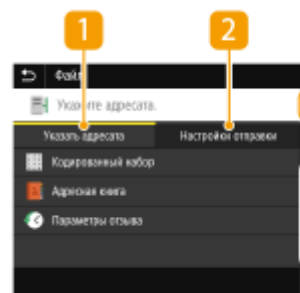 1 2
Файл
Укажите адресата.
Указать адресата Настройки отправки
Кодированный набор
Адресная книга
Параметры отзыва